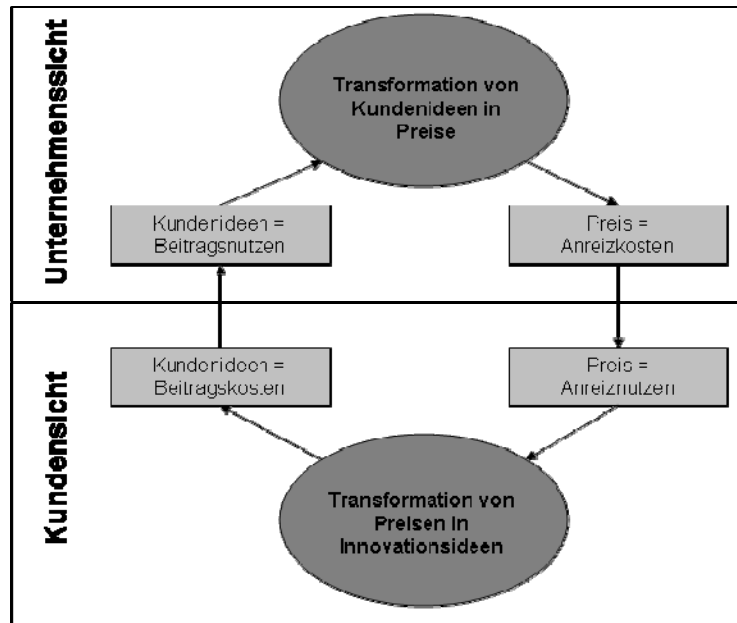 Unternehmenssicht
Transformation von
Kundenideen in
Preise
Kundenideen =
Beitragsnutzen
Preis =
Anreizkosten
Kundensicht
Kundenideen =
Beitragskosten
Preis =
Anreiznutzen
Transformation von
Preisen in
Innovationsideen